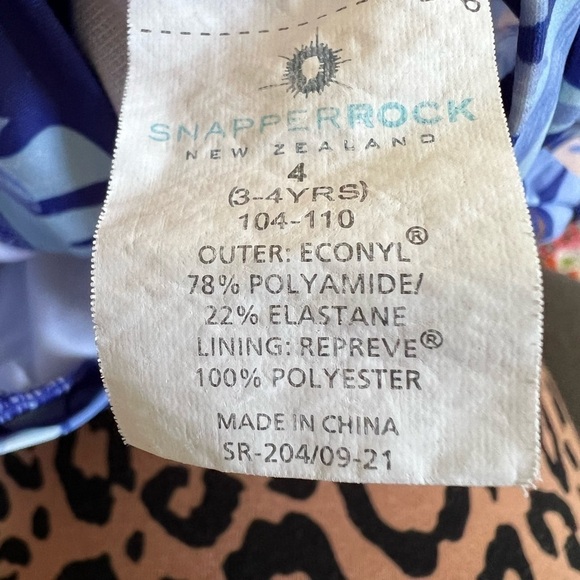 SNAPPERROCK
NEW ZEALAND
4
(3-4YRS)
104-110
OUTER: ECONYL®
78% POLYAMIDE/
22% ELASTANE
LINING: REPREVE®
100% POLYESTER
MADE IN CHINA
SR-204/09-21